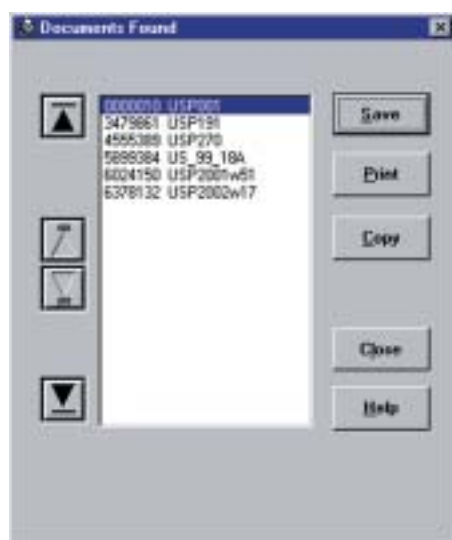 Documents Found
0000010 USP001
3479861 USP191
4555389 USP270
5899384 US_99_18A
6024150 USP2001w51
6378132 USP2002w17
Save
Print
Copy
Close
Help